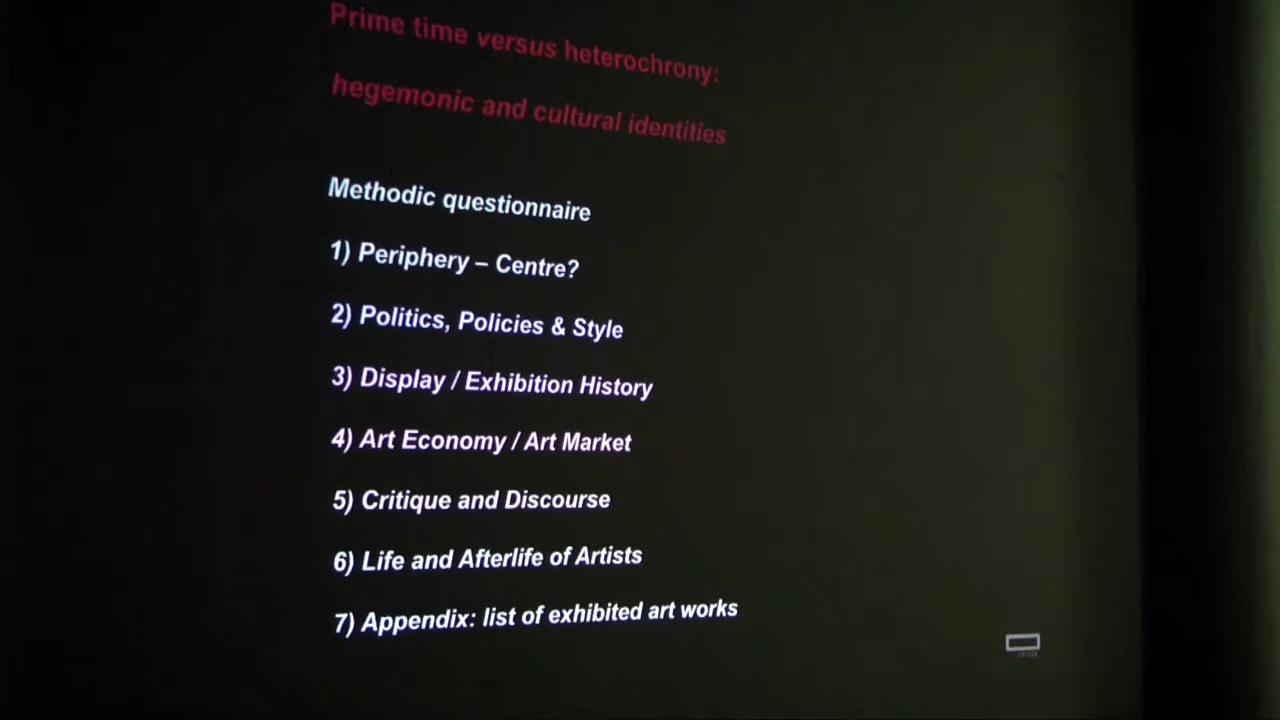 Prime time versus heterochrony:
hegemonic and cultural identities
Methodic questionnaire
1) Periphery – Centre?
2) Politics, Policies & Style
3) Display / Exhibition History
4) Art Economy / Art Market
5) Critique and Discourse
6) Life and Afterlife of Artists
7) Appendix: list of exhibited art works